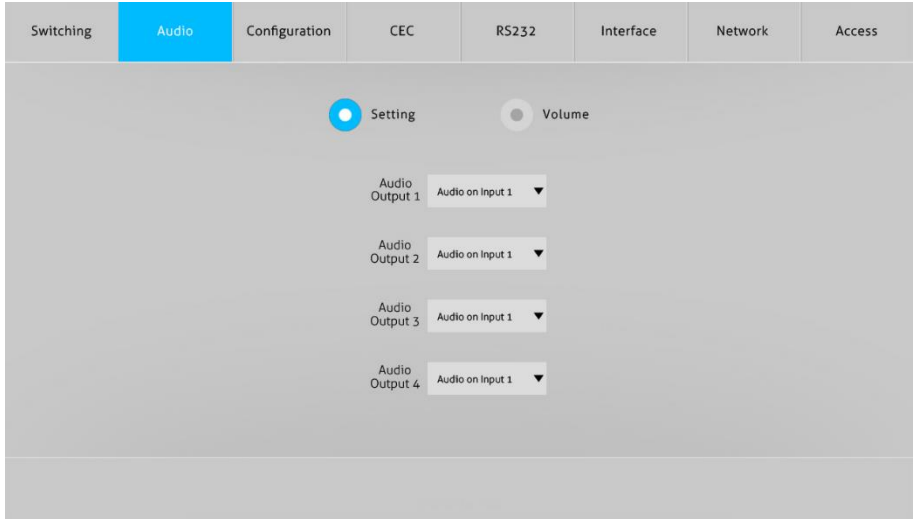 Switching Audio Configuration CEC RS232 Interface Network Access
Setting Volume
Audio
Output 1 Audio on Input 1
Audio
Output 2 Audio on Input 1
Audio
Output 3 Audio on Input 1
Audio
Output 4 Audio on Input 1